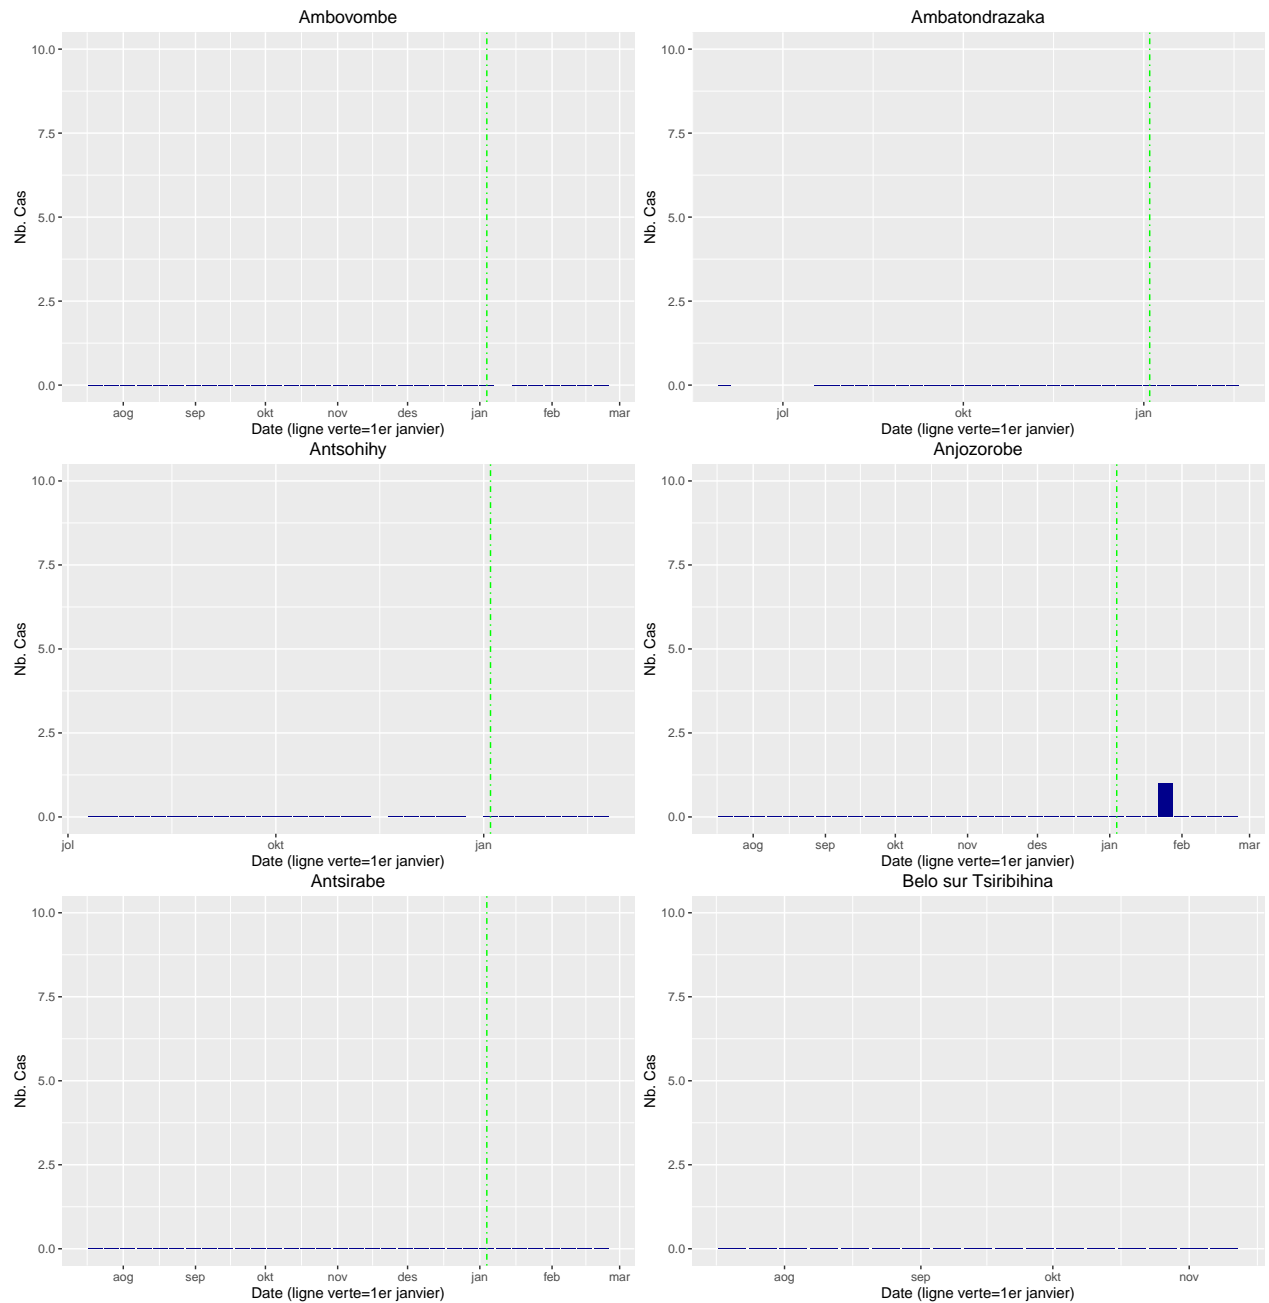 Ambovombe
10.0
7.5
5.0
2.5
0.0
Nb. Cas
aog sep okt nov des jan feb mar
Date (ligne verte=1er janvier)
Ambatondrazaka
10.0
7.5
5.0
2.5
0.0
Nb. Cas
jol okt jan
Date (ligne verte=1er janvier)
Antsohihy
10.0
7.5
5.0
2.5
0.0
Nb. Cas
jol okt jan
Date (ligne verte=1er janvier)
Anjozorobe
10.0
7.5
5.0
2.5
0.0
Nb. Cas
aog sep okt nov des jan feb mar
Date (ligne verte=1er janvier)
Antsirabe
10.0
7.5
5.0
2.5
0.0
Nb. Cas
aog sep okt nov des jan feb mar
Date (ligne verte=1er janvier)
Belo sur Tsiribihina
10.0
7.5
5.0
2.5
0.0
Nb. Cas
aog sep okt nov
Date (ligne verte=1er janvier)